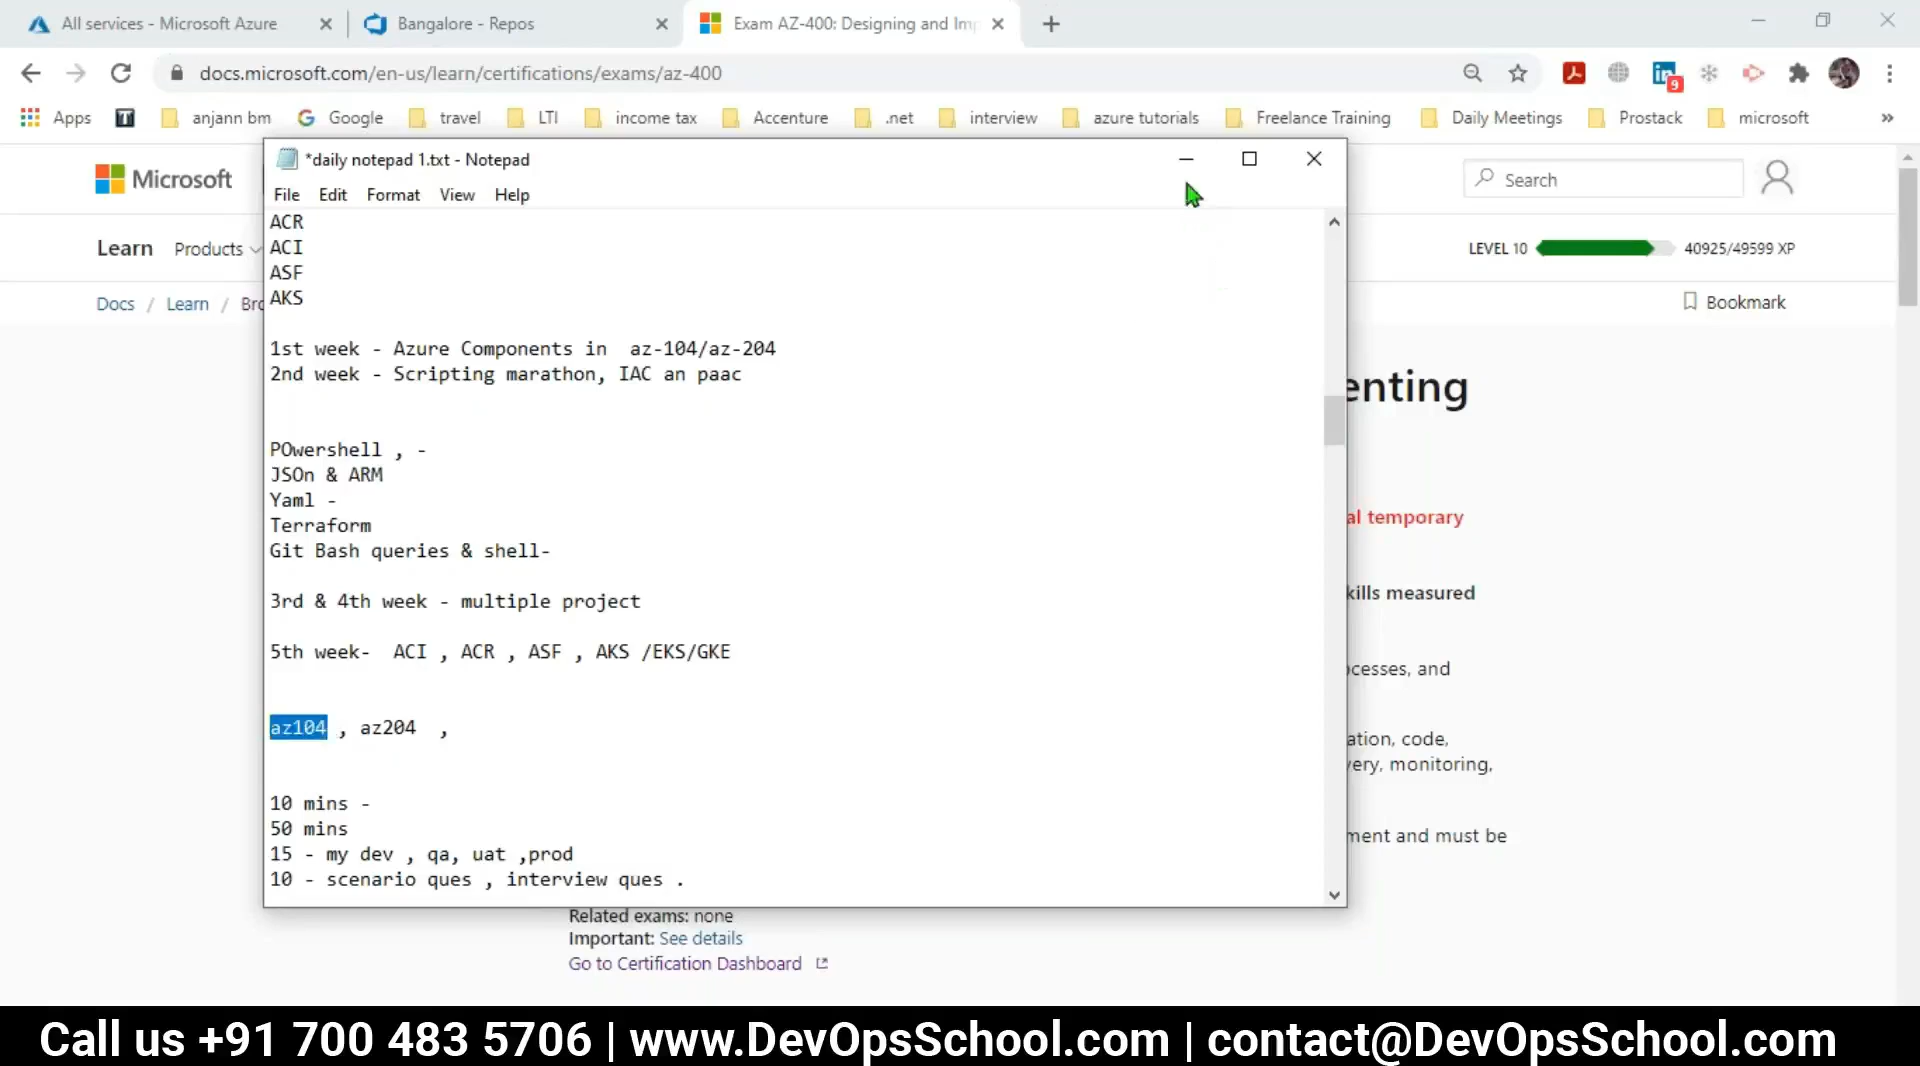 All services - Microsoft Azure
Bangalore - Repos
Exam AZ-400: Designing and Imp
docs.microsoft.com/en-us/learn/certifications/exams/az-400
9
Apps
anjann bm
Google
travel
LTI
income tax
Accenture
.net
interview
azure tutorials
Freelance Training
Daily Meetings
Prostack
microsoft
»
*daily notepad 1.txt - Notepad
Microsoft
Search
File Edit Format View Help
ACR
Learn Products
ACI
LEVEL 10
40925/49599 XP
ASF
Docs / Learn / Bro
AKS
Bookmark
1st week - Azure Components in  az-104/az-204
2nd week - Scripting marathon, IAC an paac
enting
POwershell , -
JSOn & ARM
Yaml -
Terraform
al temporary
Git Bash queries & shell-
3rd & 4th week - multiple project
kills measured
5th week-  ACI , ACR , ASF , AKS /EKS/GKE
ocesses, and
az104 , az204  ,
ation, code,
very, monitoring,
10 mins -
50 mins
ment and must be
15 - my dev , qa, uat ,prod
10 - scenario ques , interview ques .
Related exams: none
Important: See details
Go to Certification Dashboard
Call us +91 700 483 5706 | www.DevOpsSchool.com | contact@DevOpsSchool.com